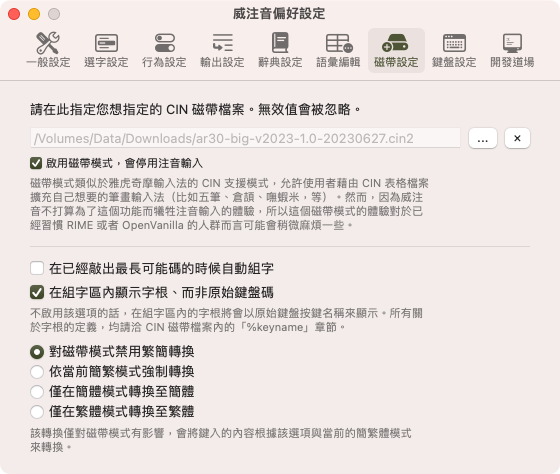 威注音偏好設定
一般設定 選字設定 行為設定 輸出設定 辭典設定 語彙編輯 磁帶設定 鍵盤設定 開發道場
請在此指定您想指定的 CIN 磁帶檔案。無效值會被忽略。
/Volumes/Data/Downloads/ar30-big-v2023-1.0-20230627.cin2 ... ×
啟用磁帶模式，會停用注音輸入
磁帶模式類似於雅虎奇摩輸入法的 CIN 支援模式，允許使用者藉由 CIN 表格檔案
擴充自己想要的筆畫輸入法（比如五筆、倉頡、嘸蝦米，等）。然而，因為威注
音不打算為了這個功能而犧牲注音輸入的體驗，所以這個磁帶模式的體驗對於已
經習慣 RIME 或者 OpenVanilla 的人群而言可能會稍微麻煩一些。
在已經敲出最長可能碼的時候自動組字
在組字區內顯示字根、而非原始鍵盤碼
不啟用該選項的話，在組字區內的字根將會以原始鍵盤按鍵名稱來顯示。所有關
於字根的定義，均請洽 CIN 磁帶檔案內的「%keyname」章節。
對磁帶模式禁用繁簡轉換
依當前簡繁模式強制轉換
僅在簡體模式轉換至簡體
僅在繁體模式轉換至繁體
該轉換僅對磁帶模式有影響，會將鍵入的內容根據該選項與當前的簡繁體模式
來轉換。